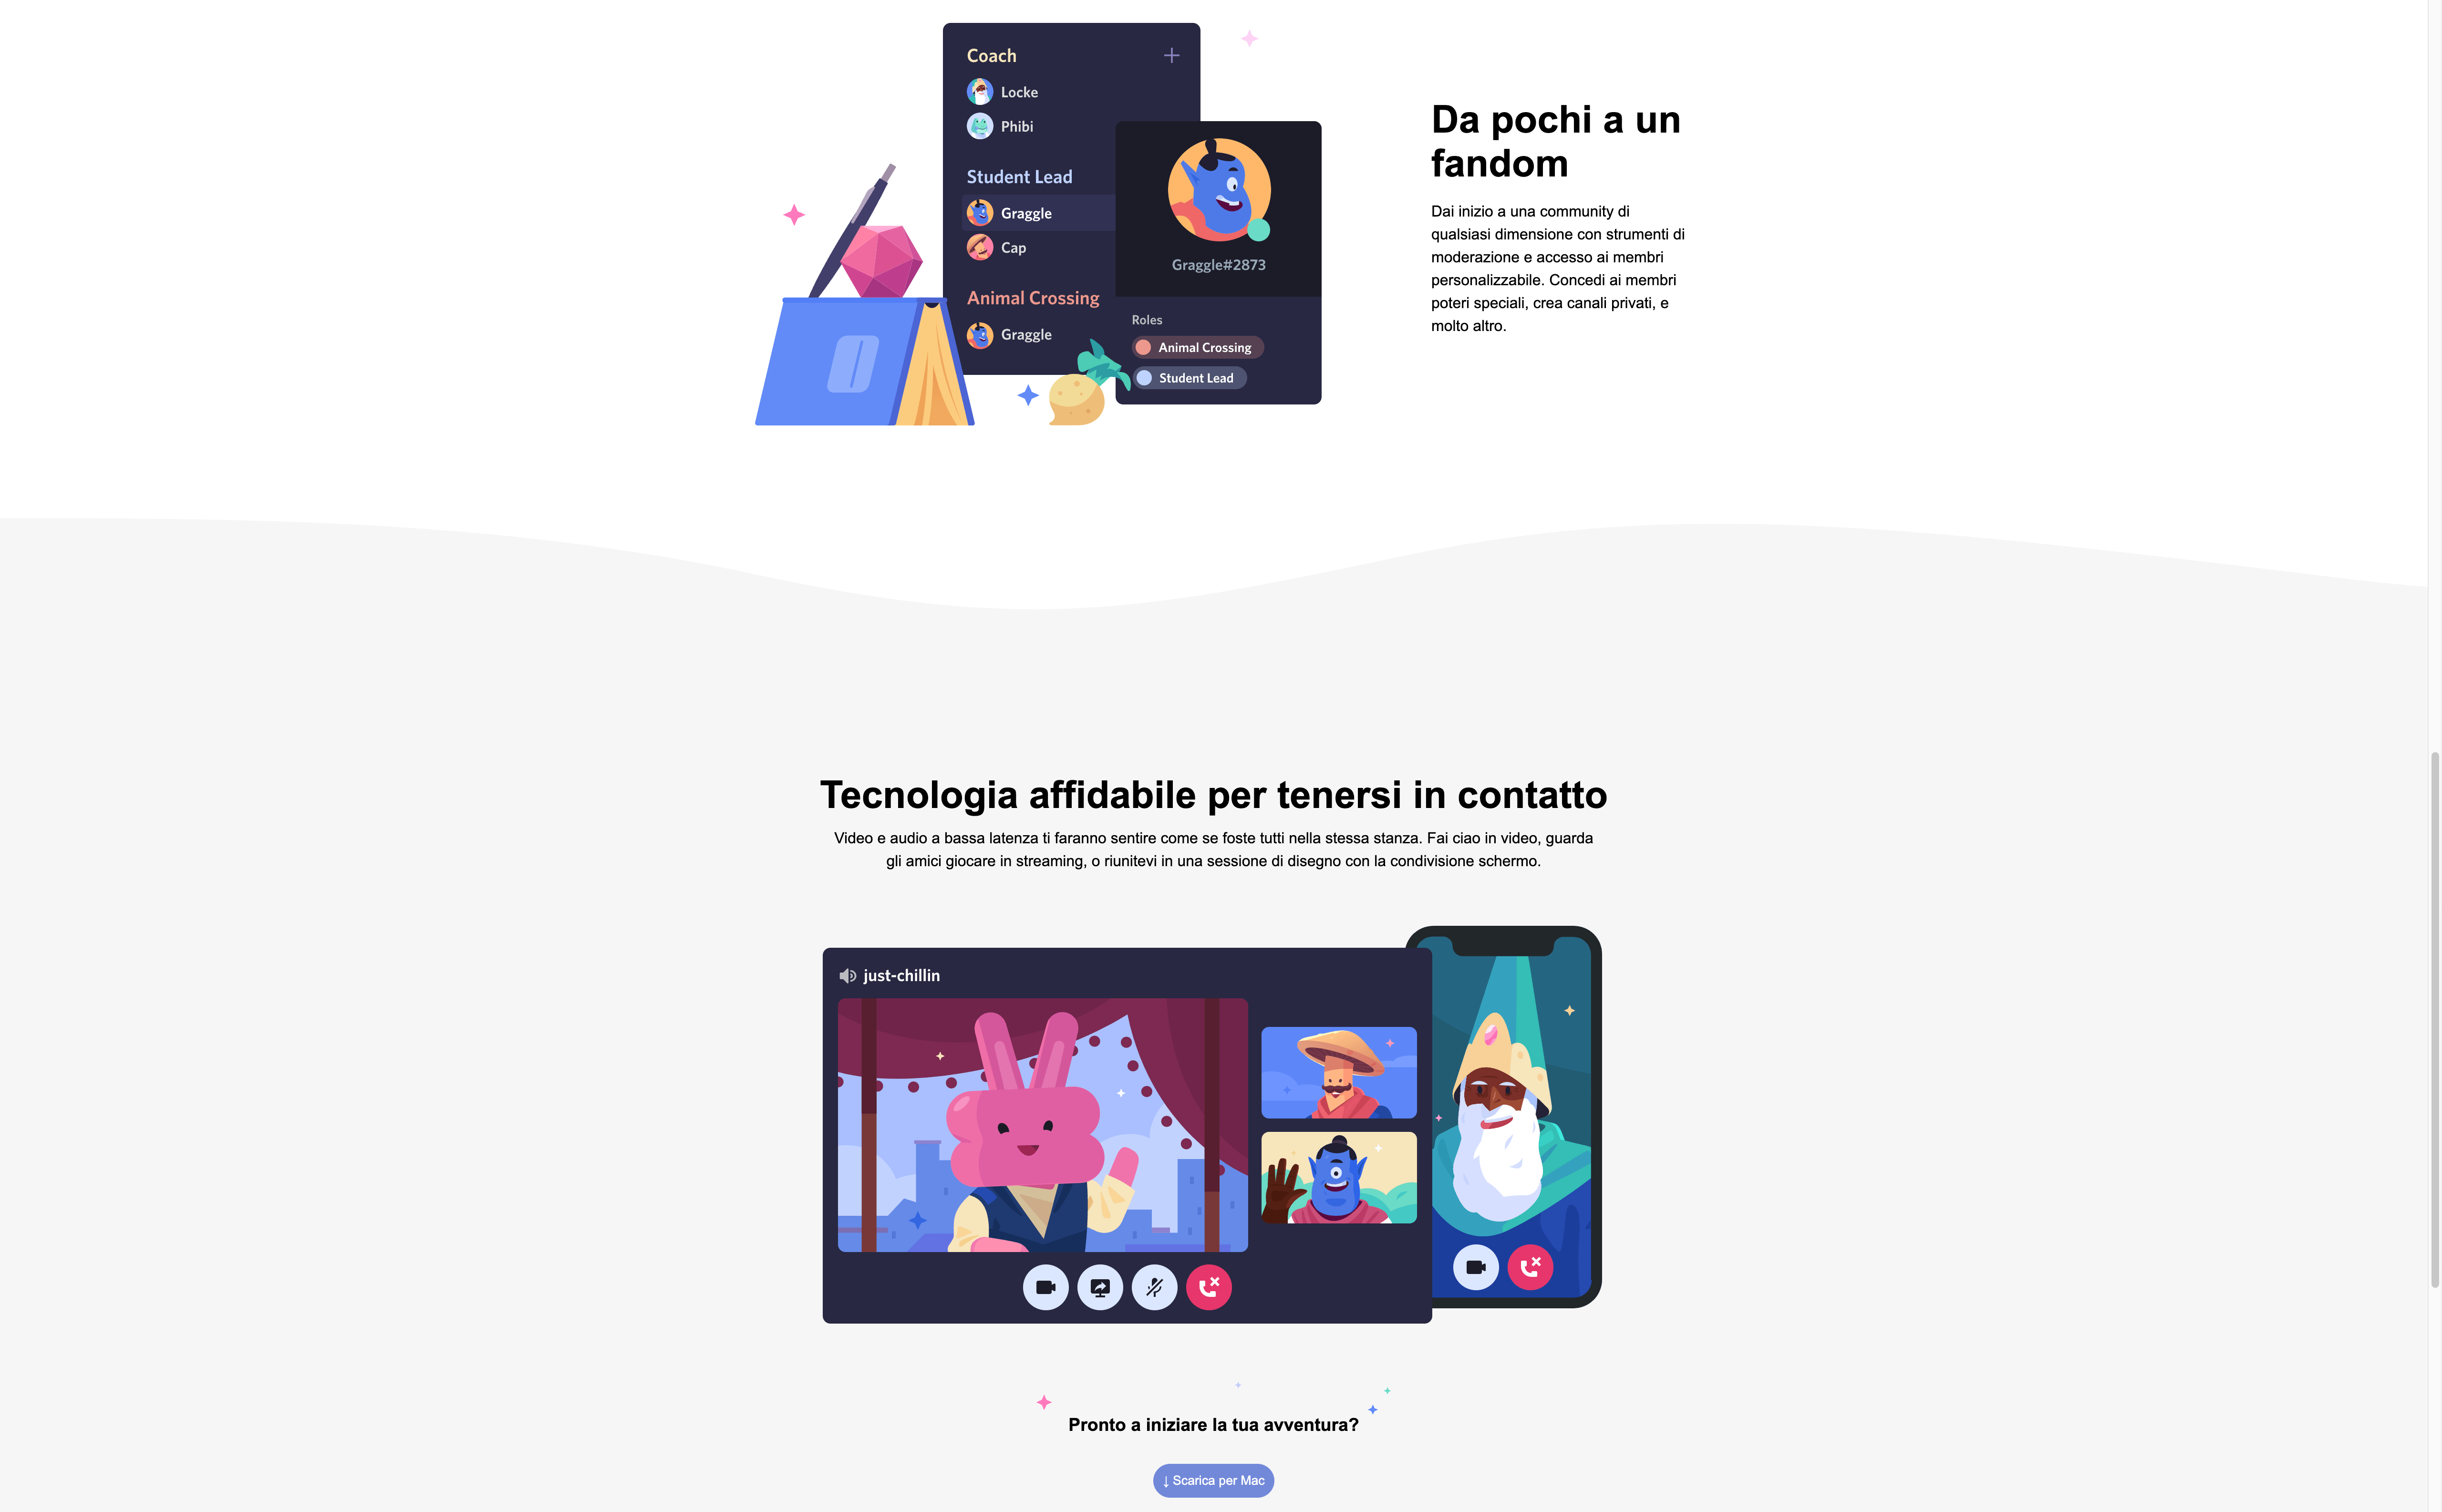 Coach
Locke
Phibi
Student Lead
Graggle
Cap
Animal Crossing
Graggle
Graggle#2873
Roles
Animal Crossing
Student Lead
Da pochi a un
fandom
Dai inizio a una community di
qualsiasi dimensione con strumenti di
moderazione e accesso ai membri
personalizzabile. Concedi ai membri
poteri speciali, crea canali privati, e
molto altro.
Tecnologia affidabile per tenersi in contatto
Video e audio a bassa latenza ti faranno sentire come se foste tutti nella stessa stanza. Fai ciao in video, guarda
gli amici giocare in streaming, o riunitevi in una sessione di disegno con la condivisione schermo.
just-chillin
Pronto a iniziare la tua avventura?
↓ Scarica per Mac